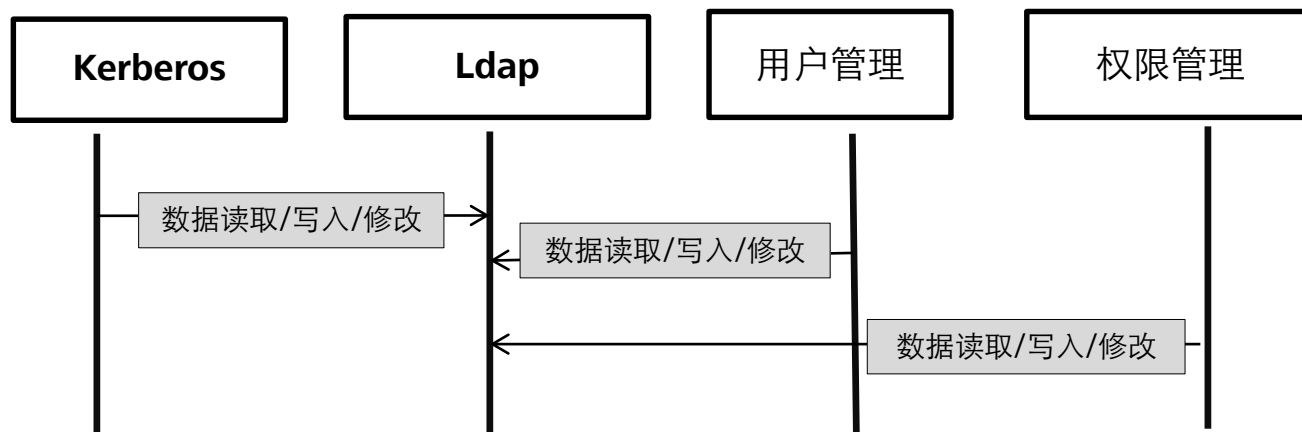 Kerberos
Ldap
用户管理
权限管理
数据读取/写入/修改
数据读取/写入/修改
数据读取/写入/修改